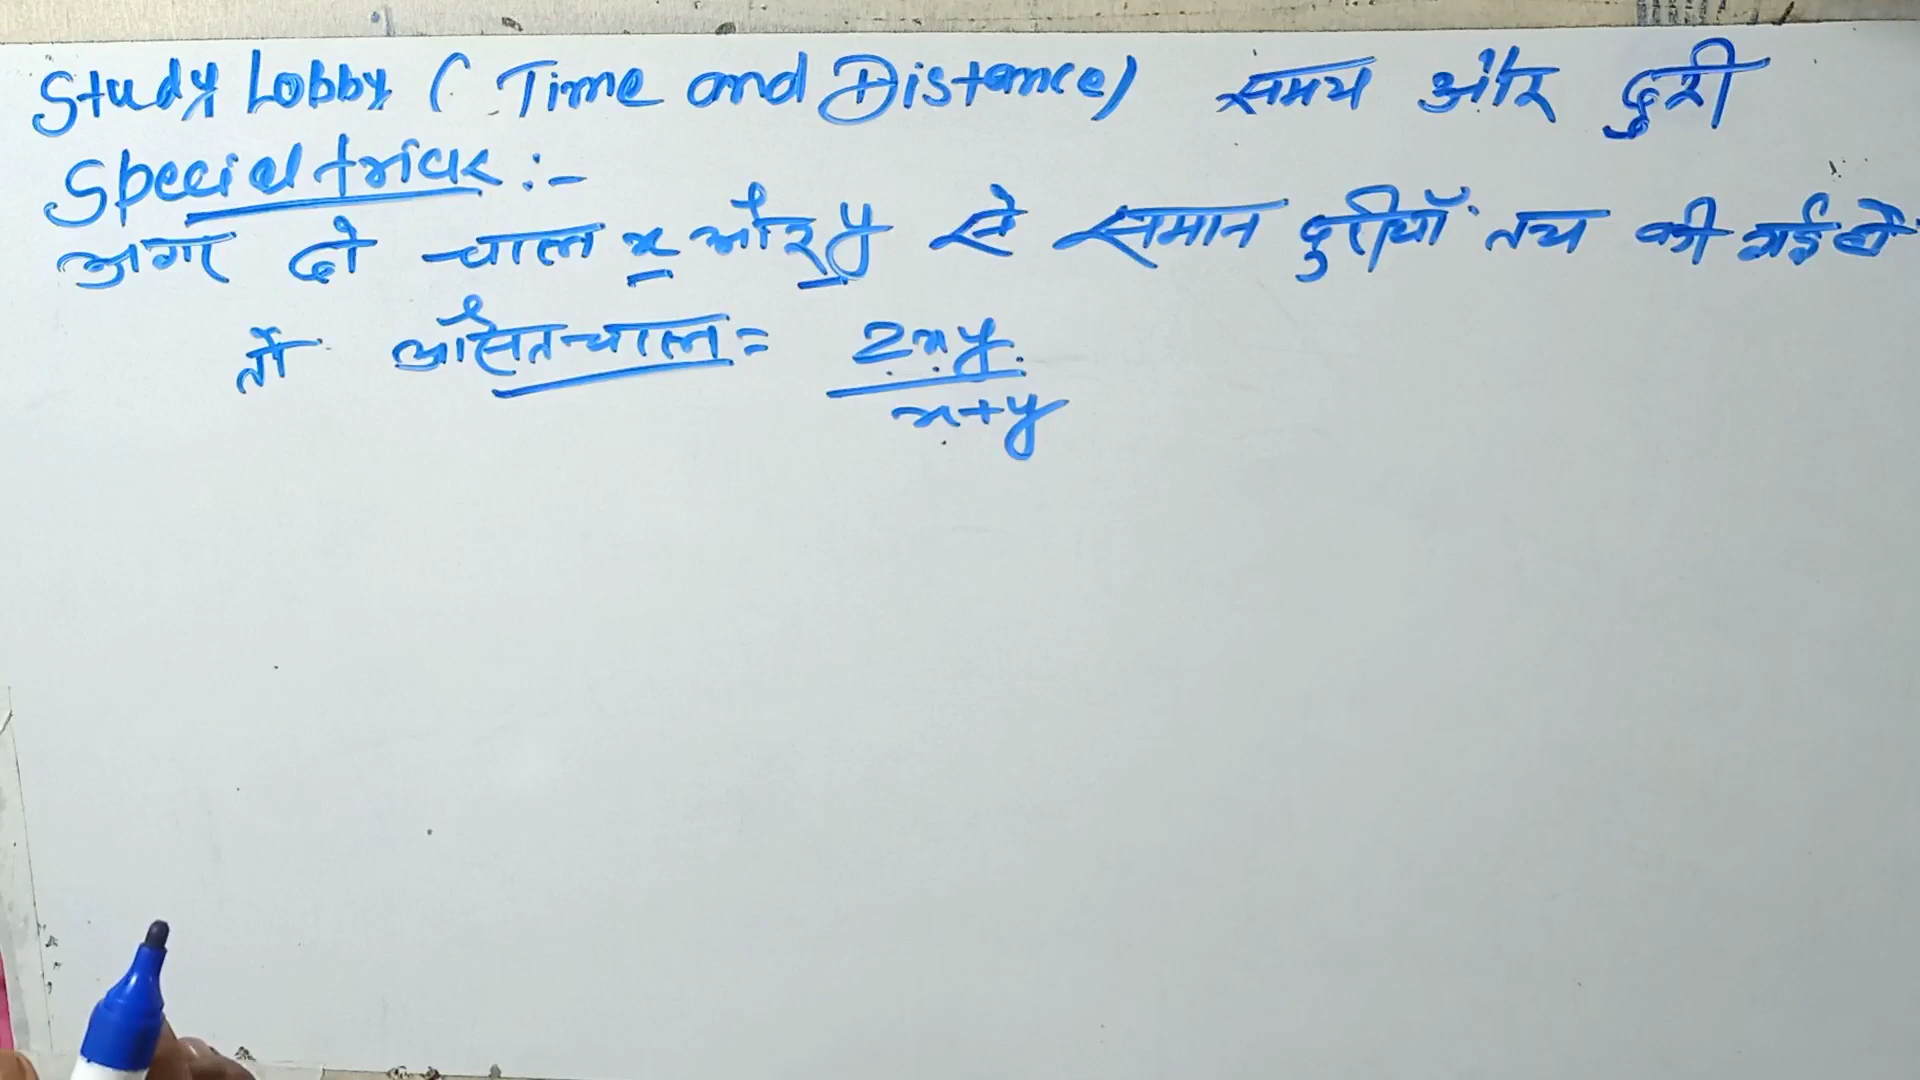 Study Lobby ( Time and Distance) समय और दुरी
Special trick :-
अगर दो चाल x और y से समान दुरीयाँ तय की गई हो
तो औसत चाल = 2xy
x+y